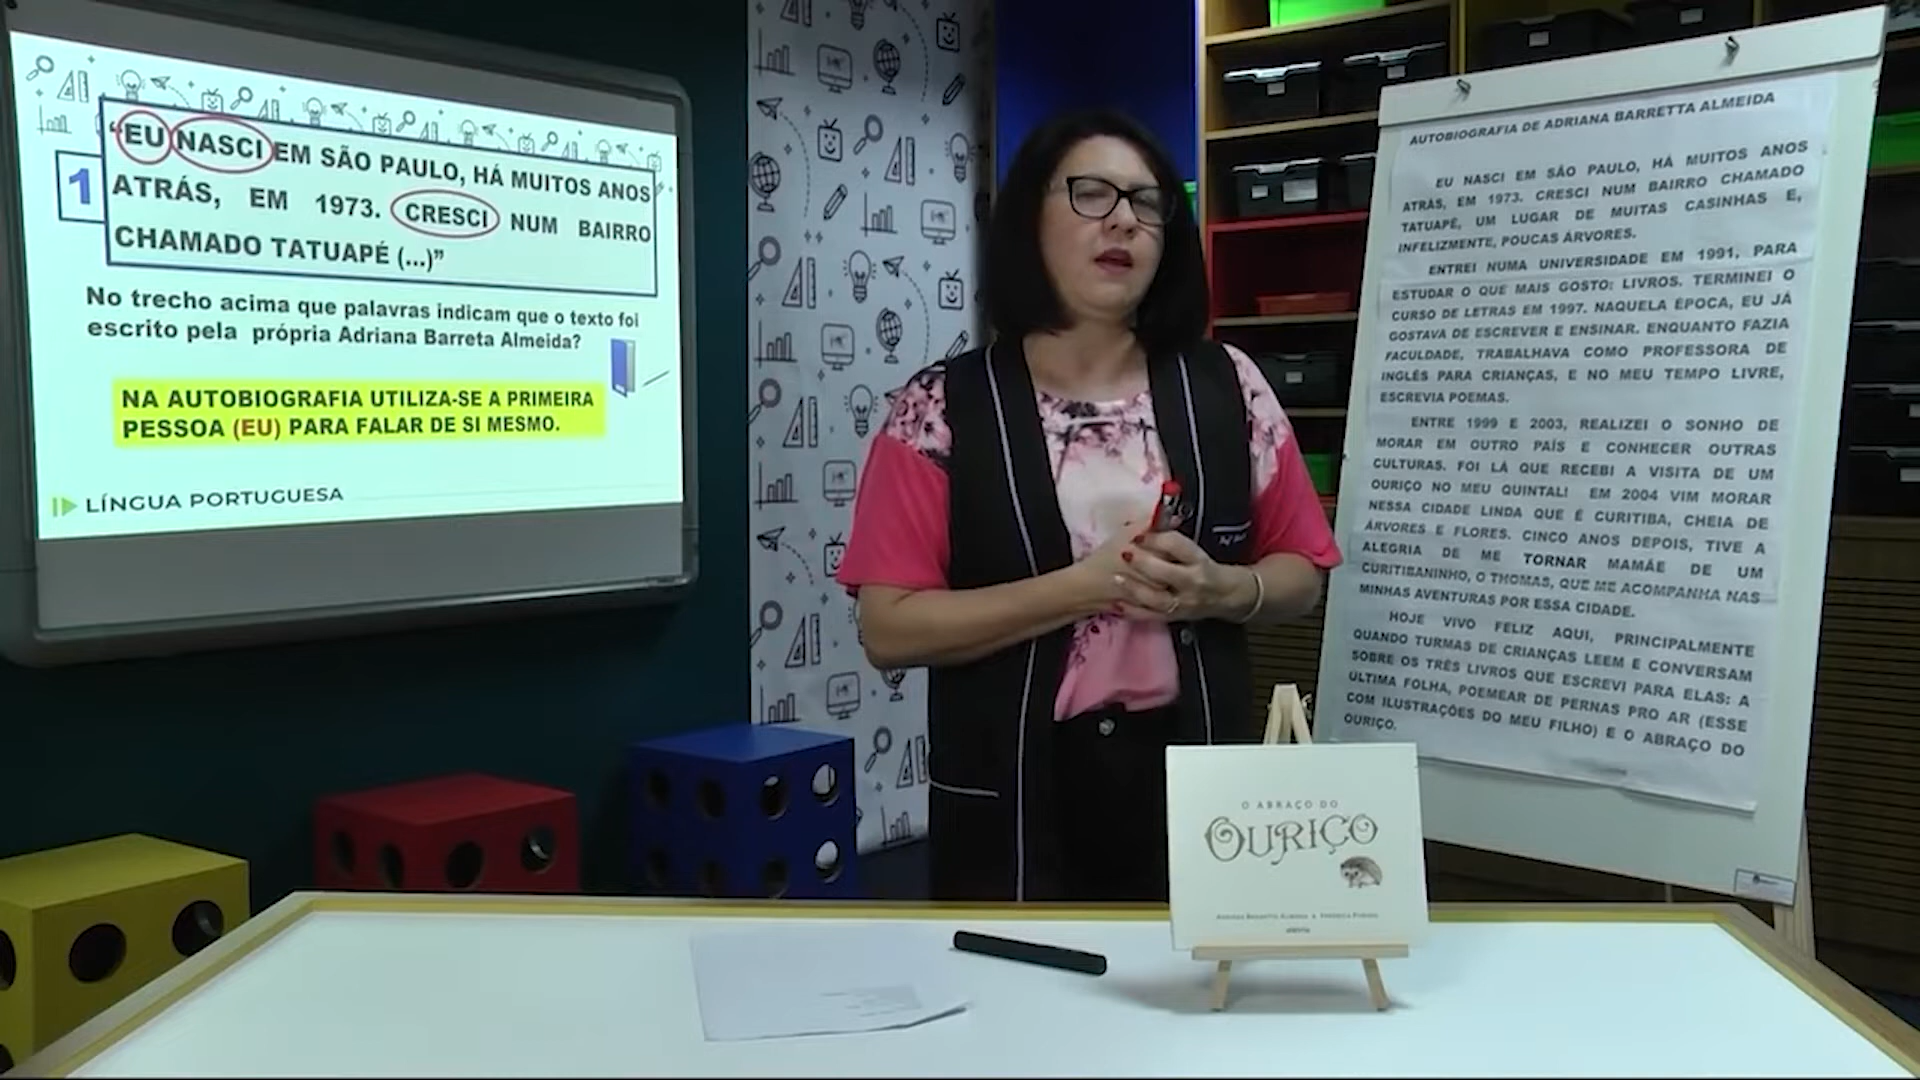 “EU NASCI EM SÃO PAULO, HÁ MUITOS ANOS
ATRÁS, EM 1973. CRESCI NUM BAIRRO
CHAMADO TATUAPÉ (...)”
1
No trecho acima que palavras indicam que o texto foi
escrito pela própria Adriana Barreta Almeida?
NA AUTOBIOGRAFIA UTILIZA-SE A PRIMEIRA
PESSOA (EU) PARA FALAR DE SI MESMO.
LÍNGUA PORTUGUESA
AUTOBIOGRAFIA DE ADRIANA BARRETTA ALMEIDA
EU NASCI EM SÃO PAULO, HÁ MUITOS ANOS
ATRÁS, EM 1973. CRESCI NUM BAIRRO CHAMADO
TATUAPÉ, UM LUGAR DE MUITAS CASINHAS E,
INFELIZMENTE, POUCAS ÁRVORES.
ENTREI NUMA UNIVERSIDADE EM 1991, PARA
ESTUDAR O QUE MAIS GOSTO: LIVROS. TERMINEI O
CURSO DE LETRAS EM 1997. NAQUELA ÉPOCA, EU JÁ
GOSTAVA DE ESCREVER E ENSINAR. ENQUANTO FAZIA
FACULDADE, TRABALHAVA COMO PROFESSORA DE
INGLÊS PARA CRIANÇAS, E NO MEU TEMPO LIVRE,
ESCREVIA POEMAS.
ENTRE 1999 E 2003, REALIZEI O SONHO DE
MORAR EM OUTRO PAÍS E CONHECER OUTRAS
CULTURAS. FOI LÁ QUE RECEBI A VISITA DE UM
OURIÇO NO MEU QUINTAL! EM 2004 VIM MORAR
NESSA CIDADE LINDA QUE É CURITIBA, CHEIA DE
ÁRVORES E FLORES. CINCO ANOS DEPOIS, TIVE A
ALEGRIA DE ME TORNAR MAMÃE DE UM
CURITIBANINHO, O THOMAS, QUE ME ACOMPANHA NAS
MINHAS AVENTURAS POR ESSA CIDADE.
HOJE VIVO FELIZ AQUI, PRINCIPALMENTE
QUANDO TURMAS DE CRIANÇAS LEEM E CONVERSAM
SOBRE OS TRÊS LIVROS QUE ESCREVI PARA ELAS: A
ÚLTIMA FOLHA, POEMEAR DE PERNAS PRO AR (ESSE
COM ILUSTRAÇÕES DO MEU FILHO) E O ABRAÇO DO
OURIÇO.
O ABRAÇO DO
OURIÇO